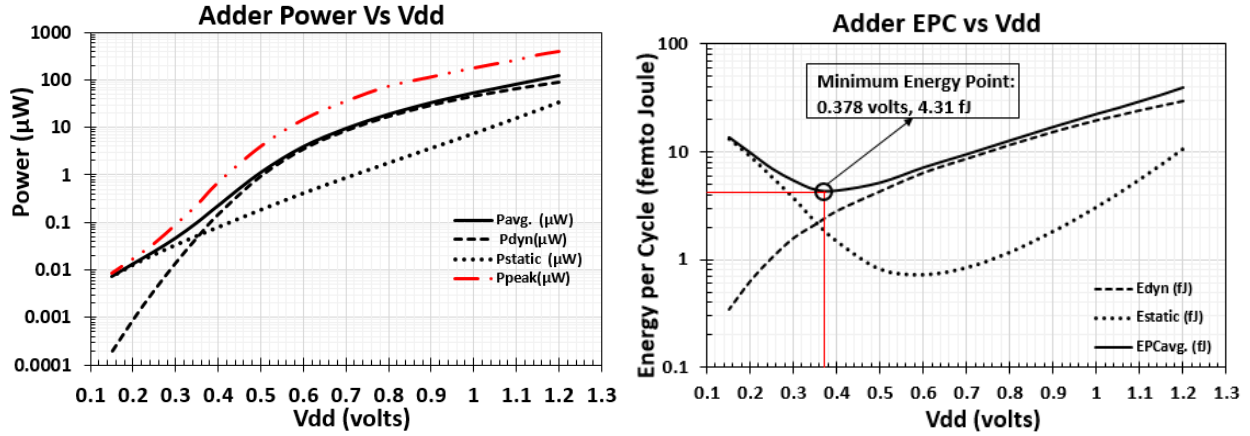 Adder Power Vs Vdd
1000
100
10
1
0.1
0.01
0.001
0.0001
Power (µW)
Pavg. (µW)
Pdyn(µW)
Pstatic (µW)
Ppeak(µW)
0.1 0.2 0.3 0.4 0.5 0.6 0.7 0.8 0.9 1.0 1.1 1.2 1.3
Vdd (volts)
Adder EPC vs Vdd
100
10
1
0.1
Energy per Cycle (femto Joule)
Minimum Energy Point:
0.378 volts, 4.31 fJ
Edyn (fJ)
Estatic (fJ)
EPCavg. (fJ)
0.1 0.2 0.3 0.4 0.5 0.6 0.7 0.8 0.9 1 1.1 1.2 1.3
Vdd (volts)